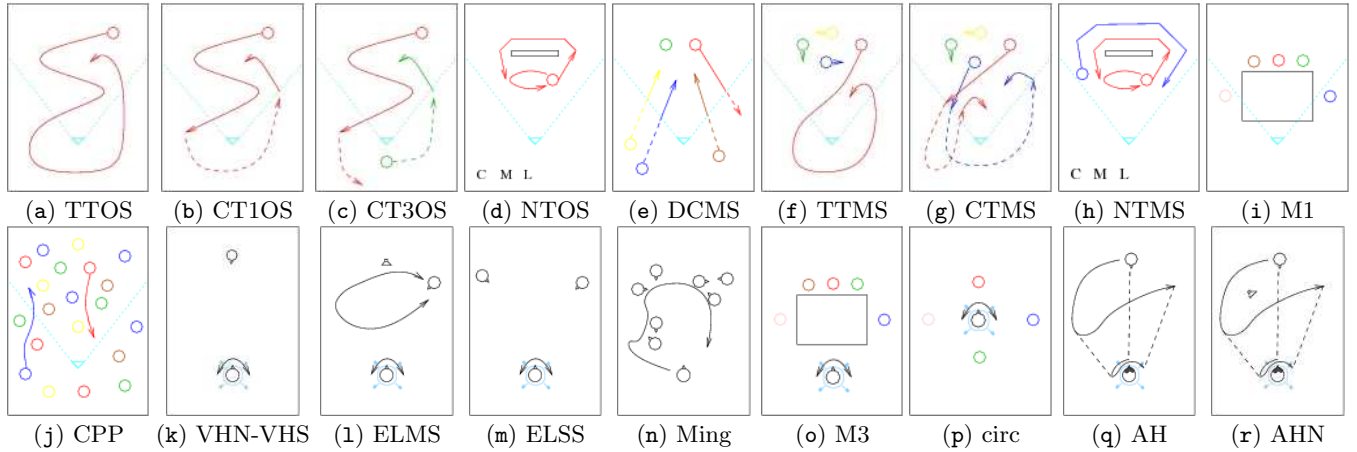 C M L
C M L
(a) TTOS (b) CT1OS (c) CT3OS (d) NTOS (e) DCMS (f) TTMS (g) CTMS (h) NTMS (i) M1
(j) CPP (k) VHN-VHS (l) ELMS (m) ELSS (n) Ming (o) M3 (p) circ (q) AH (r) AHN